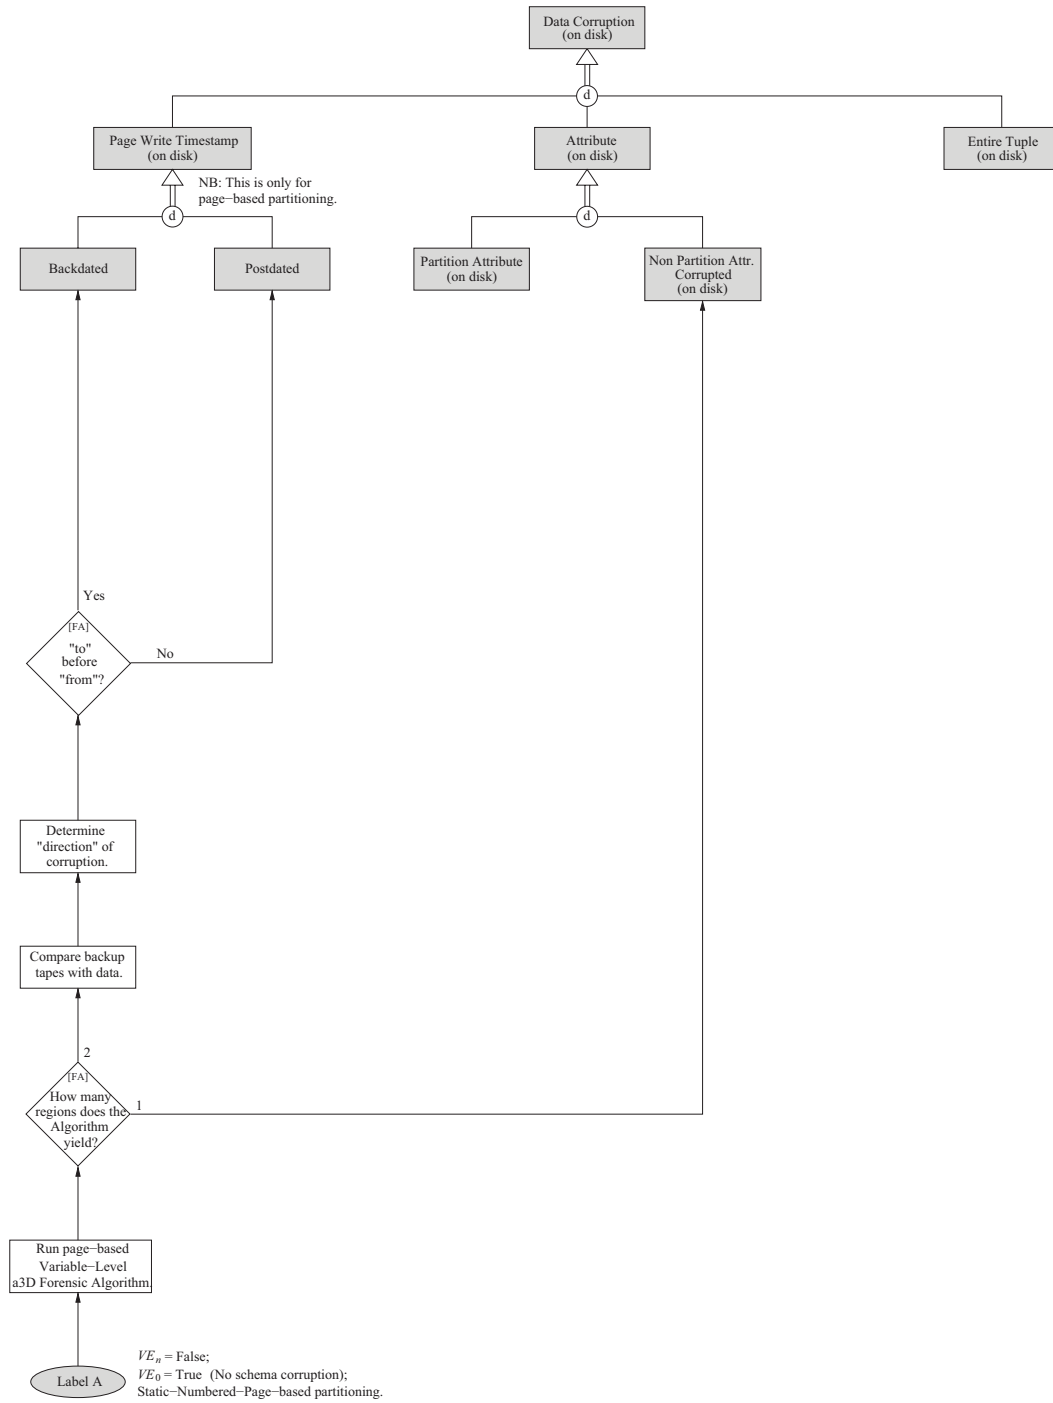 Data Corruption
(on disk)
d
Page Write Timestamp
(on disk)
Attribute
(on disk)
Entire Tuple
(on disk)
NB: This is only for
page−based partitioning.
d
d
Backdated
Postdated
Partition Attribute
(on disk)
Non Partition Attr.
Corrupted
(on disk)
Yes
[FA]
"to"
before
"from"?
No
Determine
"direction" of
corruption.
Compare backup
tapes with data.
2
[FA]
How many
regions does the
Algorithm
yield?
1
Run page−based
Variable−Level
a3D Forensic Algorithm.
Label A
VEn = False;
VE0 = True (No schema corruption);
Static−Numbered−Page−based partitioning.